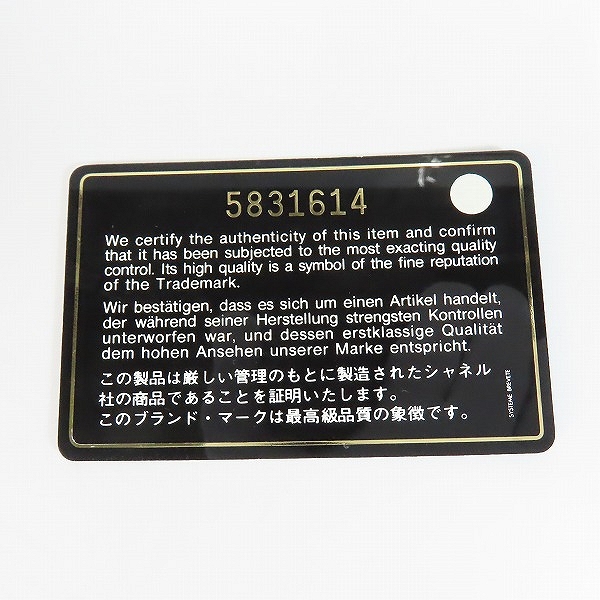 5831614
We certify the authenticity of this item and confirm
that it has been subjected to the most exacting quality
control. Its high quality is a symbol of the fine reputation
of the Trademark.
Wir bestätigen, dass es sich um einen Artikel handelt,
der während seiner Herstellung strengsten Kontrollen
unterworfen war, und dessen erstklassige Qualität
dem hohen Ansehen unserer Marke entspricht.
この製品は厳しい管理のもとに製造されたシャネル
社の商品であることを証明いたします。
このブランド・マークは最高級品質の象徴です。
SYSTEME BREVETE